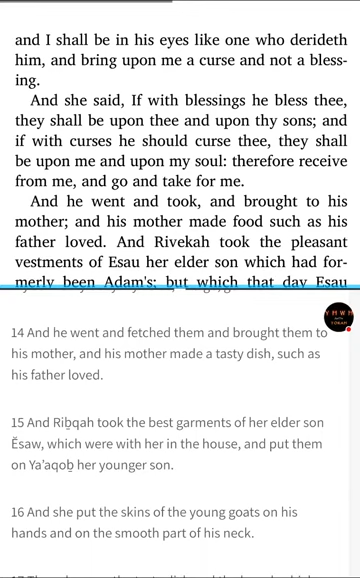 and I shall be in his eyes like one who derideth
him, and bring upon me a curse and not a bless-
ing.
And she said, If with blessings he bless thee,
they shall be upon thee and upon thy sons; and
if with curses he should curse thee, they shall
be upon me and upon my soul: therefore receive
from me, and go and take for me.
And he went and took, and brought to his
mother; and his mother made food such as his
father loved. And Rivekah took the pleasant
vestments of Esau her elder son which had for-
merly been Adam's; but which that day Esau
YMWM
TORAH
14 And he went and fetched them and brought them to
his mother, and his mother made a tasty dish, such as
his father loved.
15 And Riḇqah took the best garments of her elder son
Ěsaw, which were with her in the house, and put them
on Ya’aqoḇ her younger son.
16 And she put the skins of the young goats on his
hands and on the smooth part of his neck.